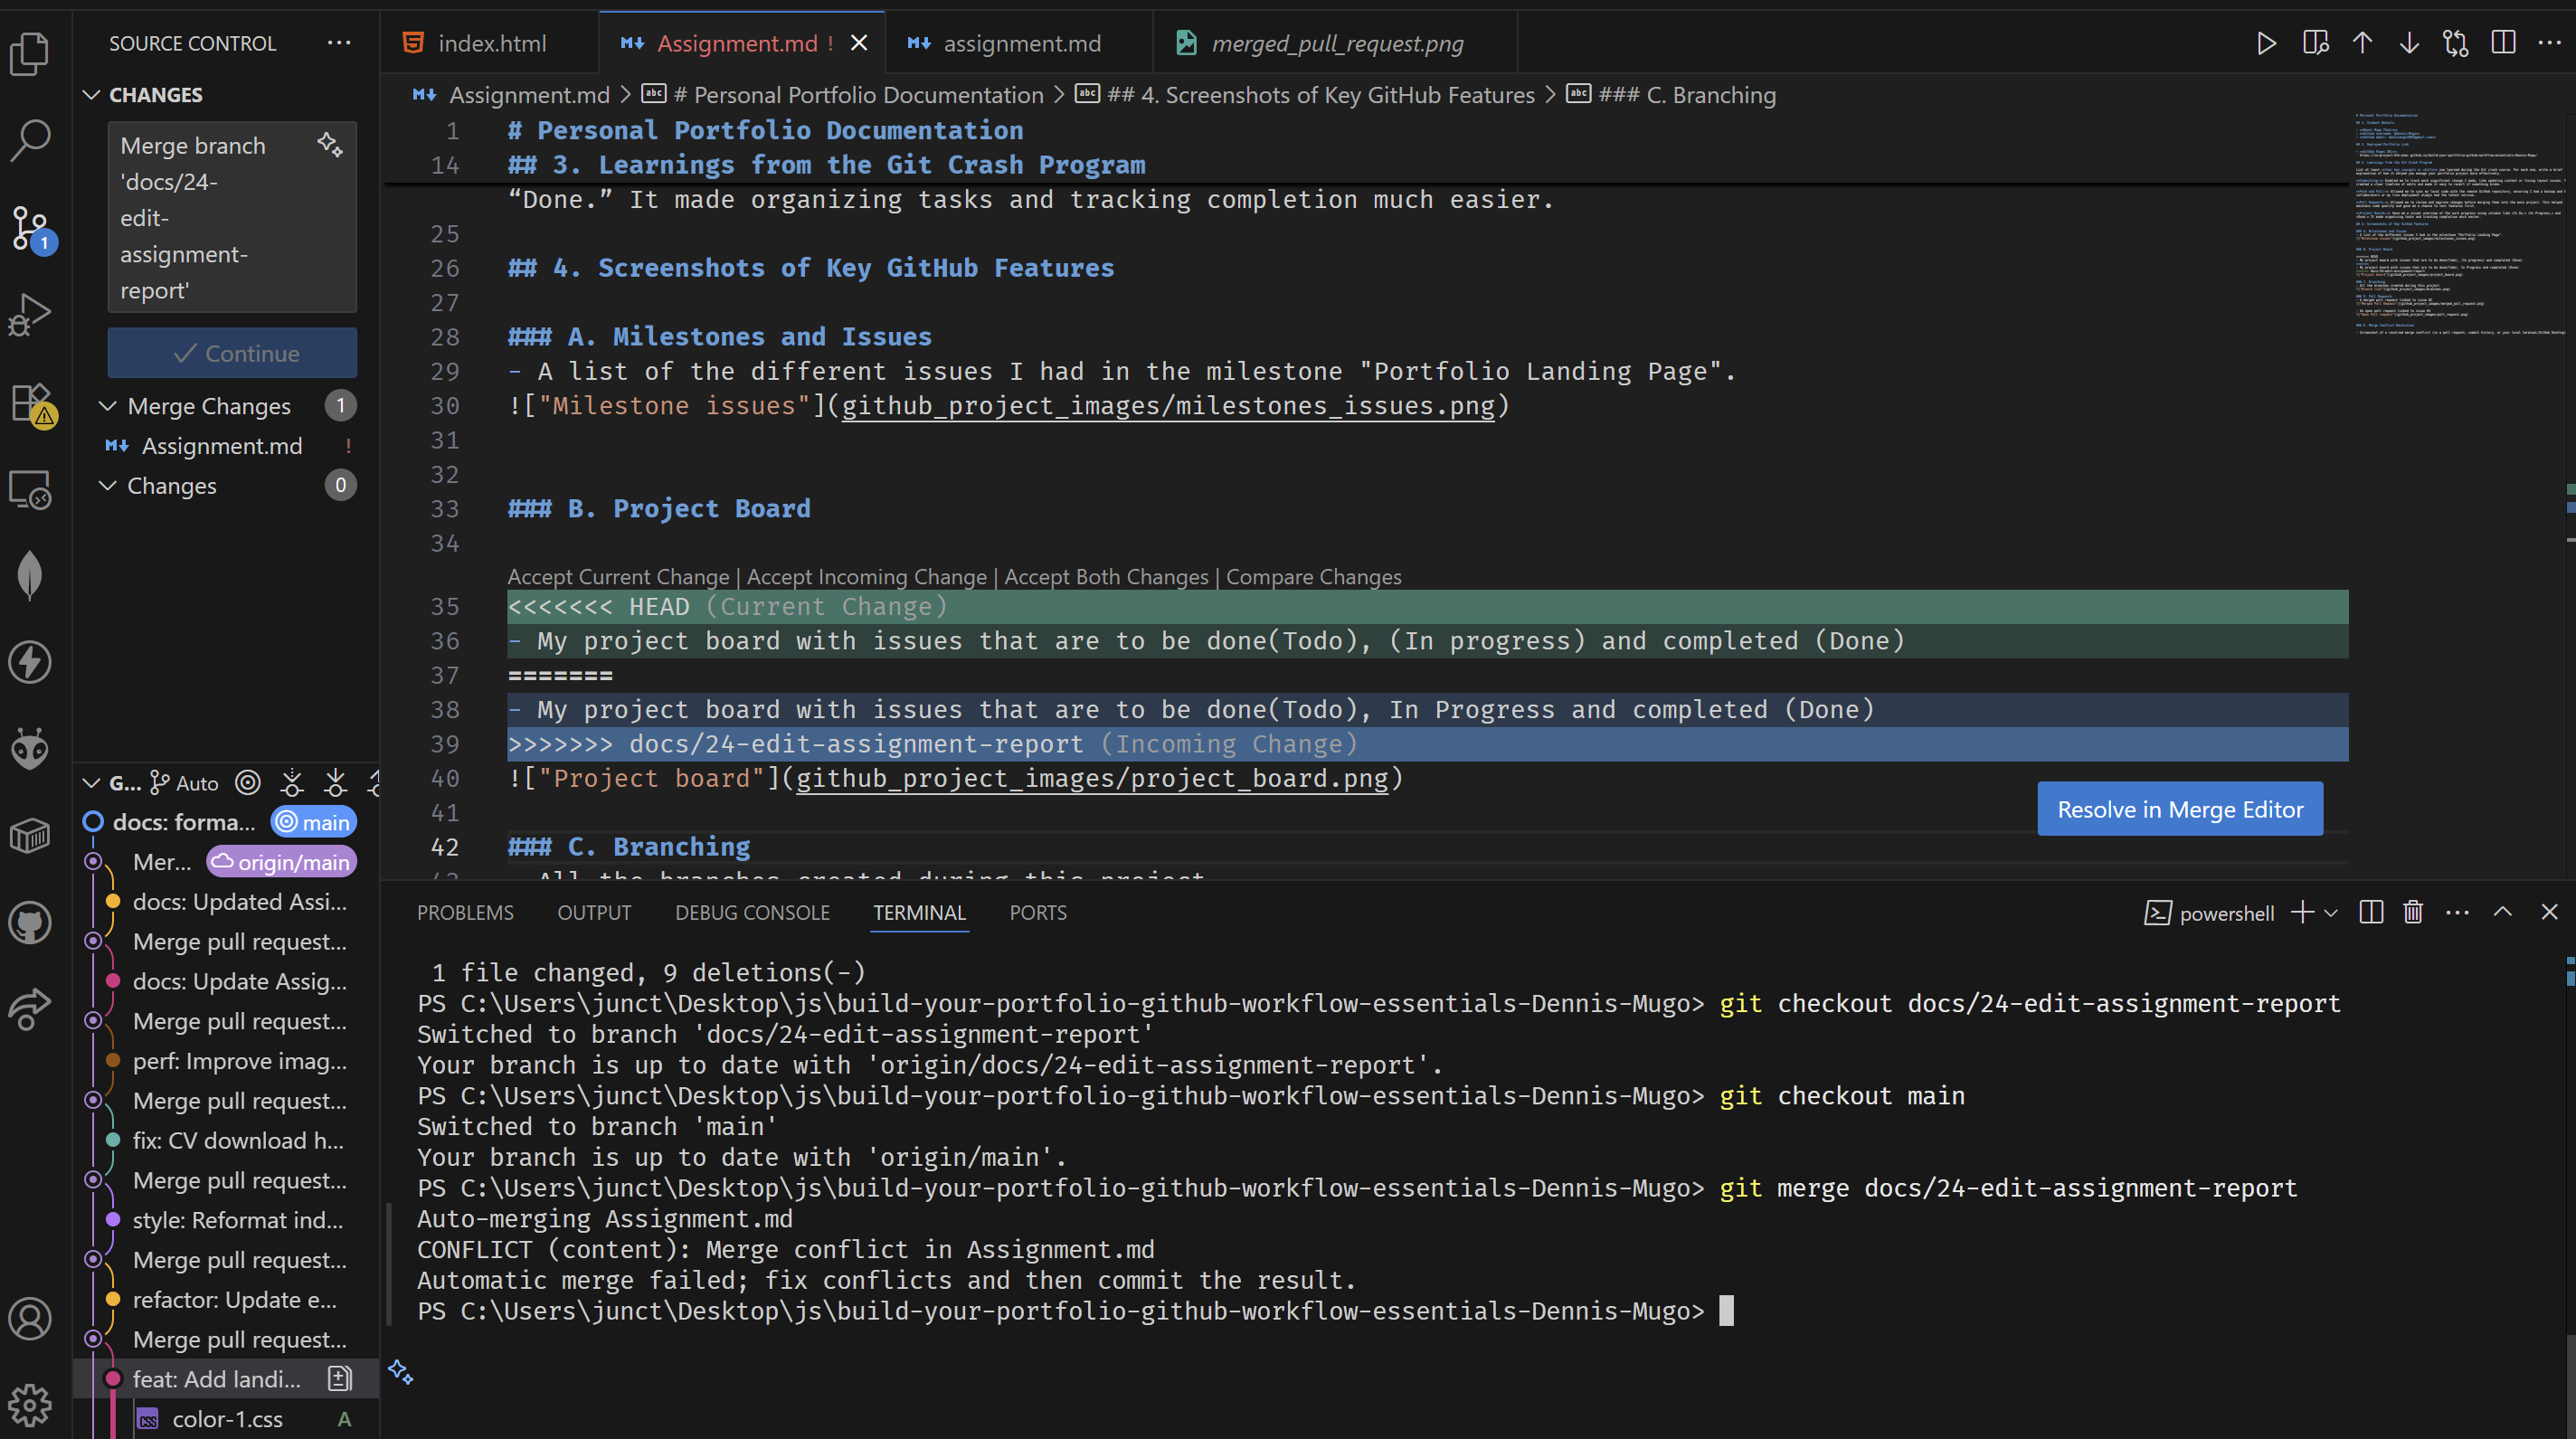 SOURCE CONTROL
CHANGES
Merge branch
'docs/24-
edit-
assignment-
report'
Continue
Merge Changes 1
Assignment.md !
Changes 0
1
G... Auto
docs: forma... main
Mer... origin/main
docs: Updated Assi...
Merge pull request...
docs: Update Assig...
Merge pull request...
perf: Improve imag...
Merge pull request...
fix: CV download h...
Merge pull request...
style: Reformat ind...
Merge pull request...
refactor: Update e...
Merge pull request...
feat: Add landi...
color-1.css A
index.html
Assignment.md !
assignment.md
merged_pull_request.png
Assignment.md > # Personal Portfolio Documentation > ## 4. Screenshots of Key GitHub Features > ### C. Branching
1 # Personal Portfolio Documentation
14 ## 3. Learnings from the Git Crash Program
“Done.” It made organizing tasks and tracking completion much easier.
25
26 ## 4. Screenshots of Key GitHub Features
27
28 ### A. Milestones and Issues
29 - A list of the different issues I had in the milestone "Portfolio Landing Page".
30 !["Milestone issues"](github_project_images/milestones_issues.png)
31
32
33 ### B. Project Board
34
Accept Current Change | Accept Incoming Change | Accept Both Changes | Compare Changes
35 <<<<<<< HEAD (Current Change)
36 - My project board with issues that are to be done(Todo), (In progress) and completed (Done)
37 =======
38 - My project board with issues that are to be done(Todo), In Progress and completed (Done)
39 >>>>>>> docs/24-edit-assignment-report (Incoming Change)
40 !["Project board"](github_project_images/project_board.png)
41
Resolve in Merge Editor
42 ### C. Branching
All the branches created during this project
PROBLEMS OUTPUT DEBUG CONSOLE TERMINAL PORTS
powershell
1 file changed, 9 deletions(-)
PS C:\Users\junct\Desktop\js\build-your-portfolio-github-workflow-essentials-Dennis-Mugo> git checkout docs/24-edit-assignment-report
Switched to branch 'docs/24-edit-assignment-report'
Your branch is up to date with 'origin/docs/24-edit-assignment-report'.
PS C:\Users\junct\Desktop\js\build-your-portfolio-github-workflow-essentials-Dennis-Mugo> git checkout main
Switched to branch 'main'
Your branch is up to date with 'origin/main'.
PS C:\Users\junct\Desktop\js\build-your-portfolio-github-workflow-essentials-Dennis-Mugo> git merge docs/24-edit-assignment-report
Auto-merging Assignment.md
CONFLICT (content): Merge conflict in Assignment.md
Automatic merge failed; fix conflicts and then commit the result.
PS C:\Users\junct\Desktop\js\build-your-portfolio-github-workflow-essentials-Dennis-Mugo>